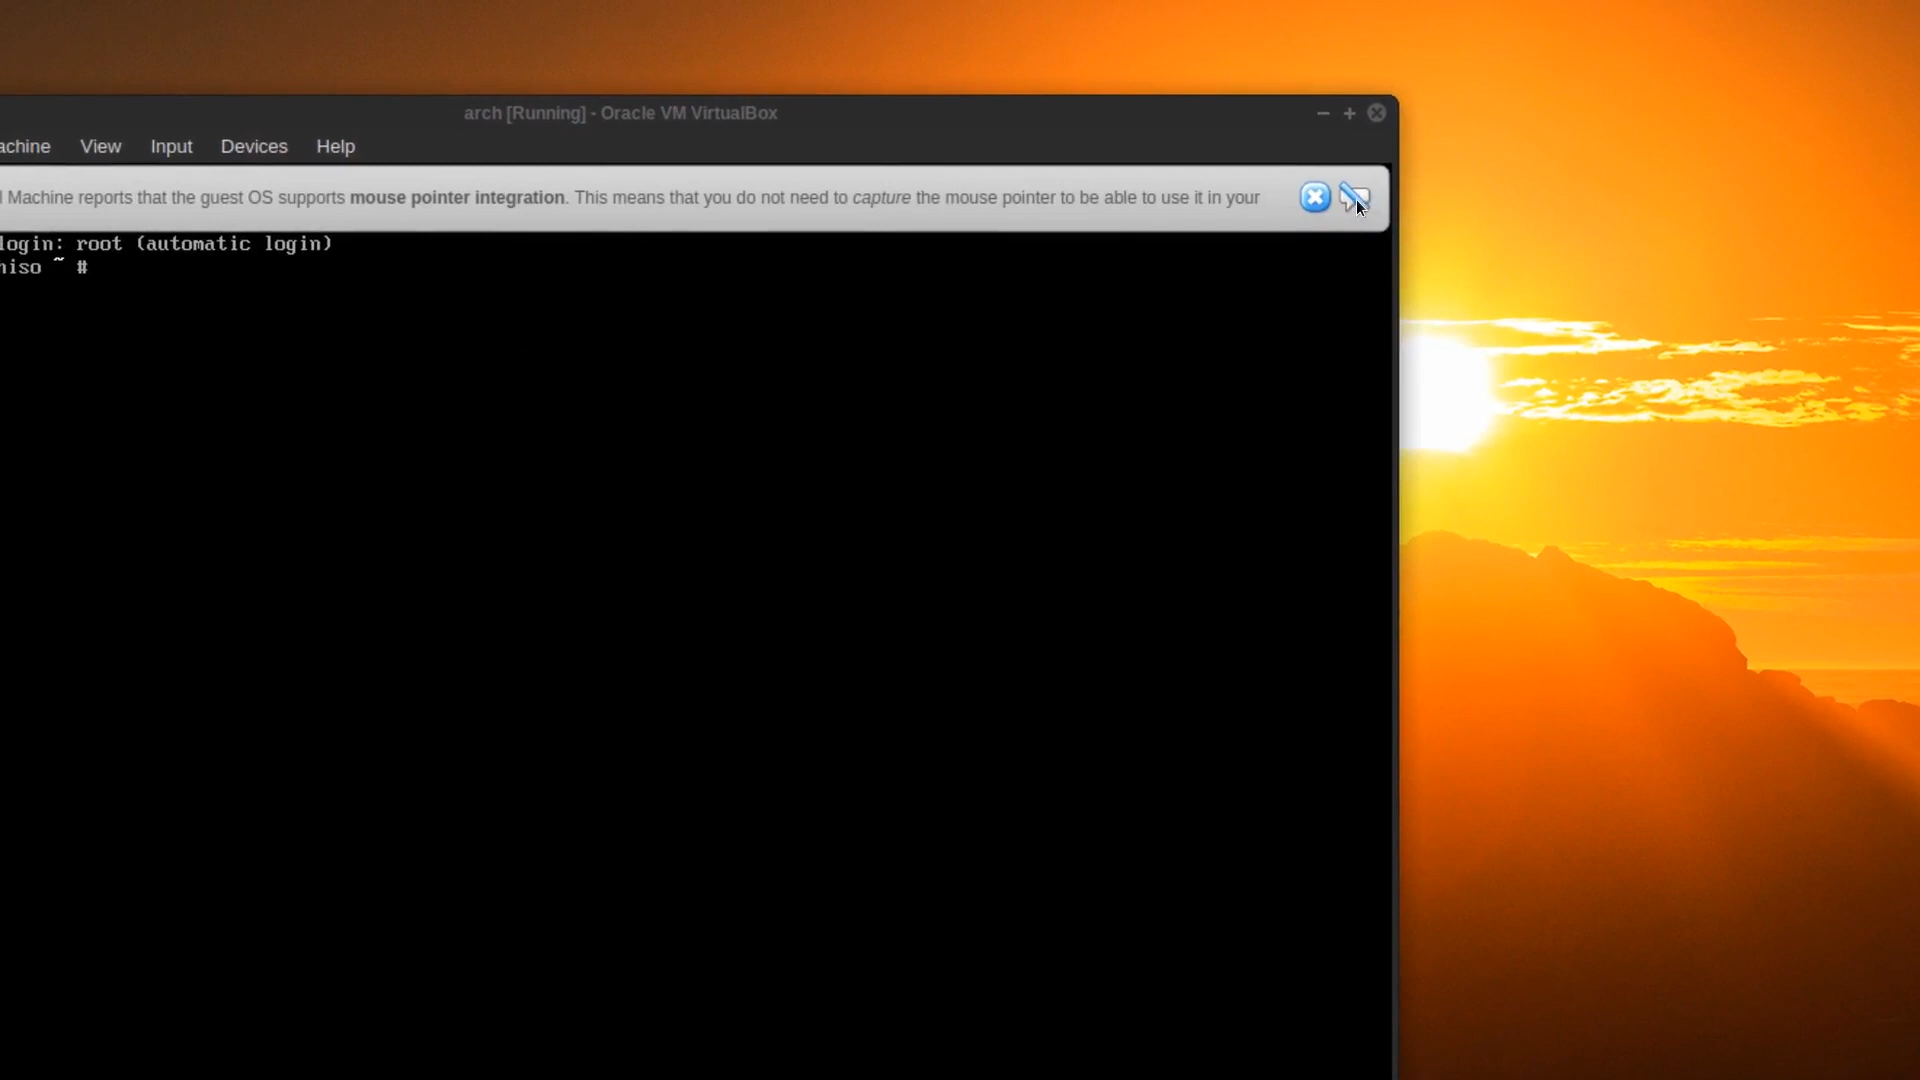 arch [Running] - Oracle VM VirtualBox
achine View Input Devices Help
l Machine reports that the guest OS supports mouse pointer integration. This means that you do not need to capture the mouse pointer to be able to use it in your
login: root (automatic login)
hiso ~ #